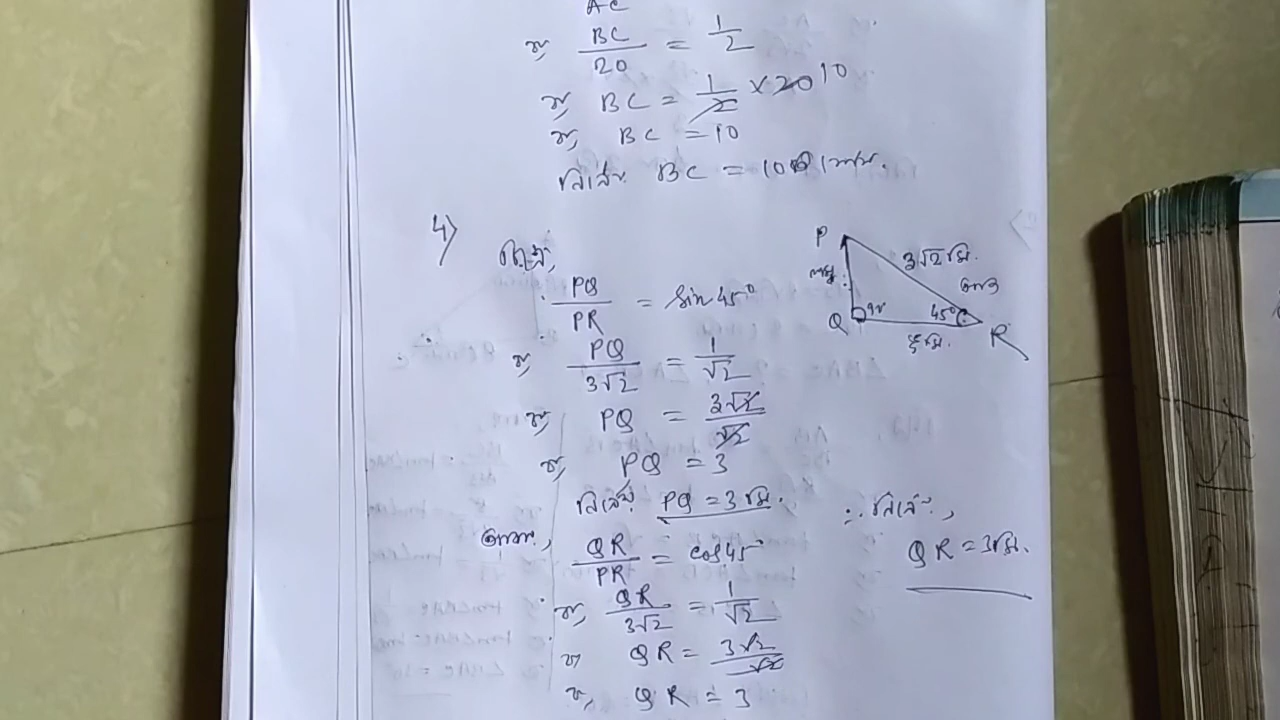 AC
বা, BC/20 = 1/2
বা, BC = 1/2 × 20 10
বা, BC = 10
নির্ণেয় BC = 10 সেমি.
4)
PQ/PR = Sin 45°
বা, PQ/3√2 = 1/√2
বা, PQ = 3√2/√2
বা, PQ = 3
নির্ণেয় PQ = 3 মি.
আবার, QR/PR = cos 45°
বা, QR/3√2 = 1/√2
বা QR = 3√2/√2
বা, QR = 3
P
3√2 মি.
লম্ব
অতি
Q 90° 45° R
ভূমি.
∴ নির্ণেয়,
QR = 3 মি.